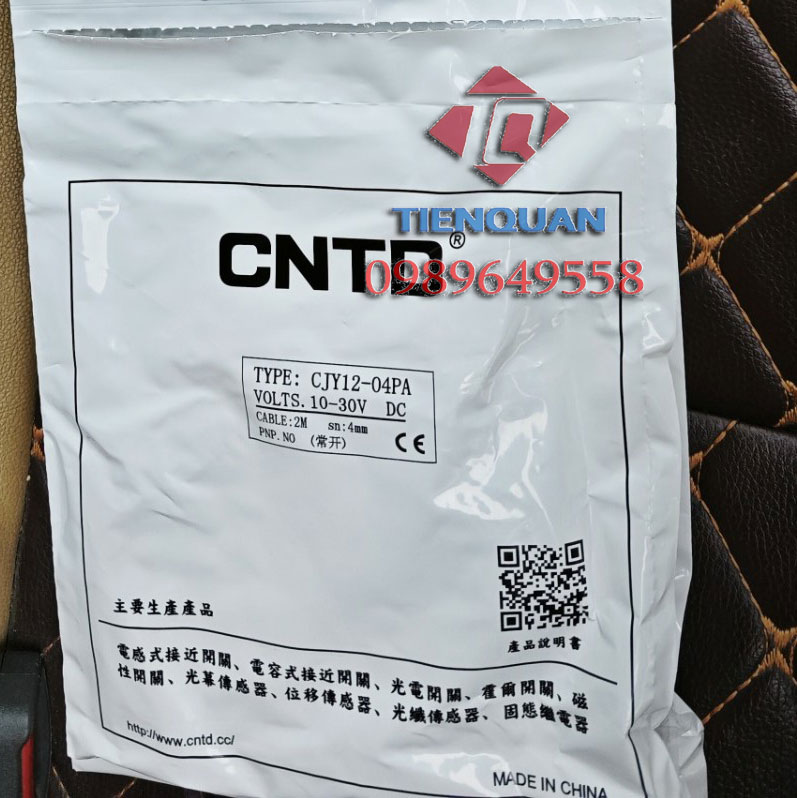 TQ
TIENQUAN
CNTD®
0989649558
TYPE: CJY12-04PA
VOLTS.10-30V DC
CABLE:2M sn:4mm
PNP.NO (常开)
CE
產品說明書
主要生產產品
電感式接近開關、電容式接近開關、光電開關、霍爾開關、磁
性開關、光幕傳感器、位移傳感器、光纖傳感器、固態繼電器
http://www.cntd.cc/
MADE IN CHINA